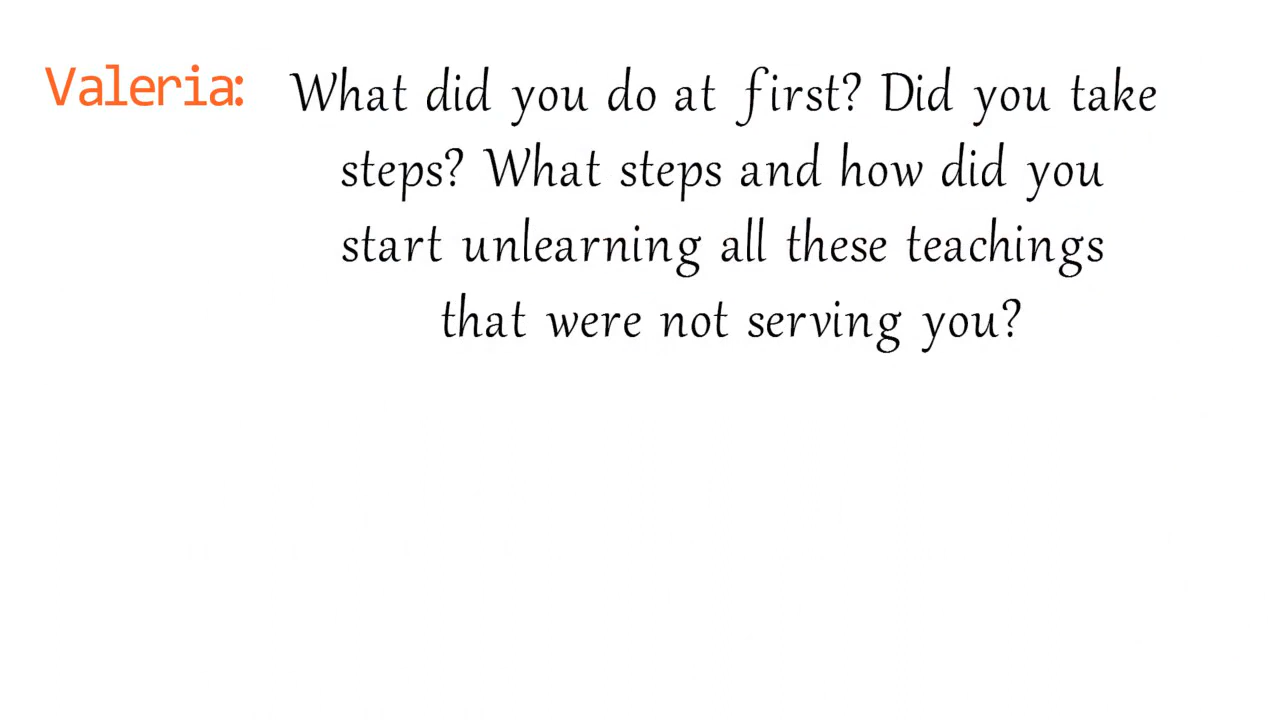 Valeria: What did you do at first? Did you take
steps? What steps and how did you
start unlearning all these teachings
that were not serving you?